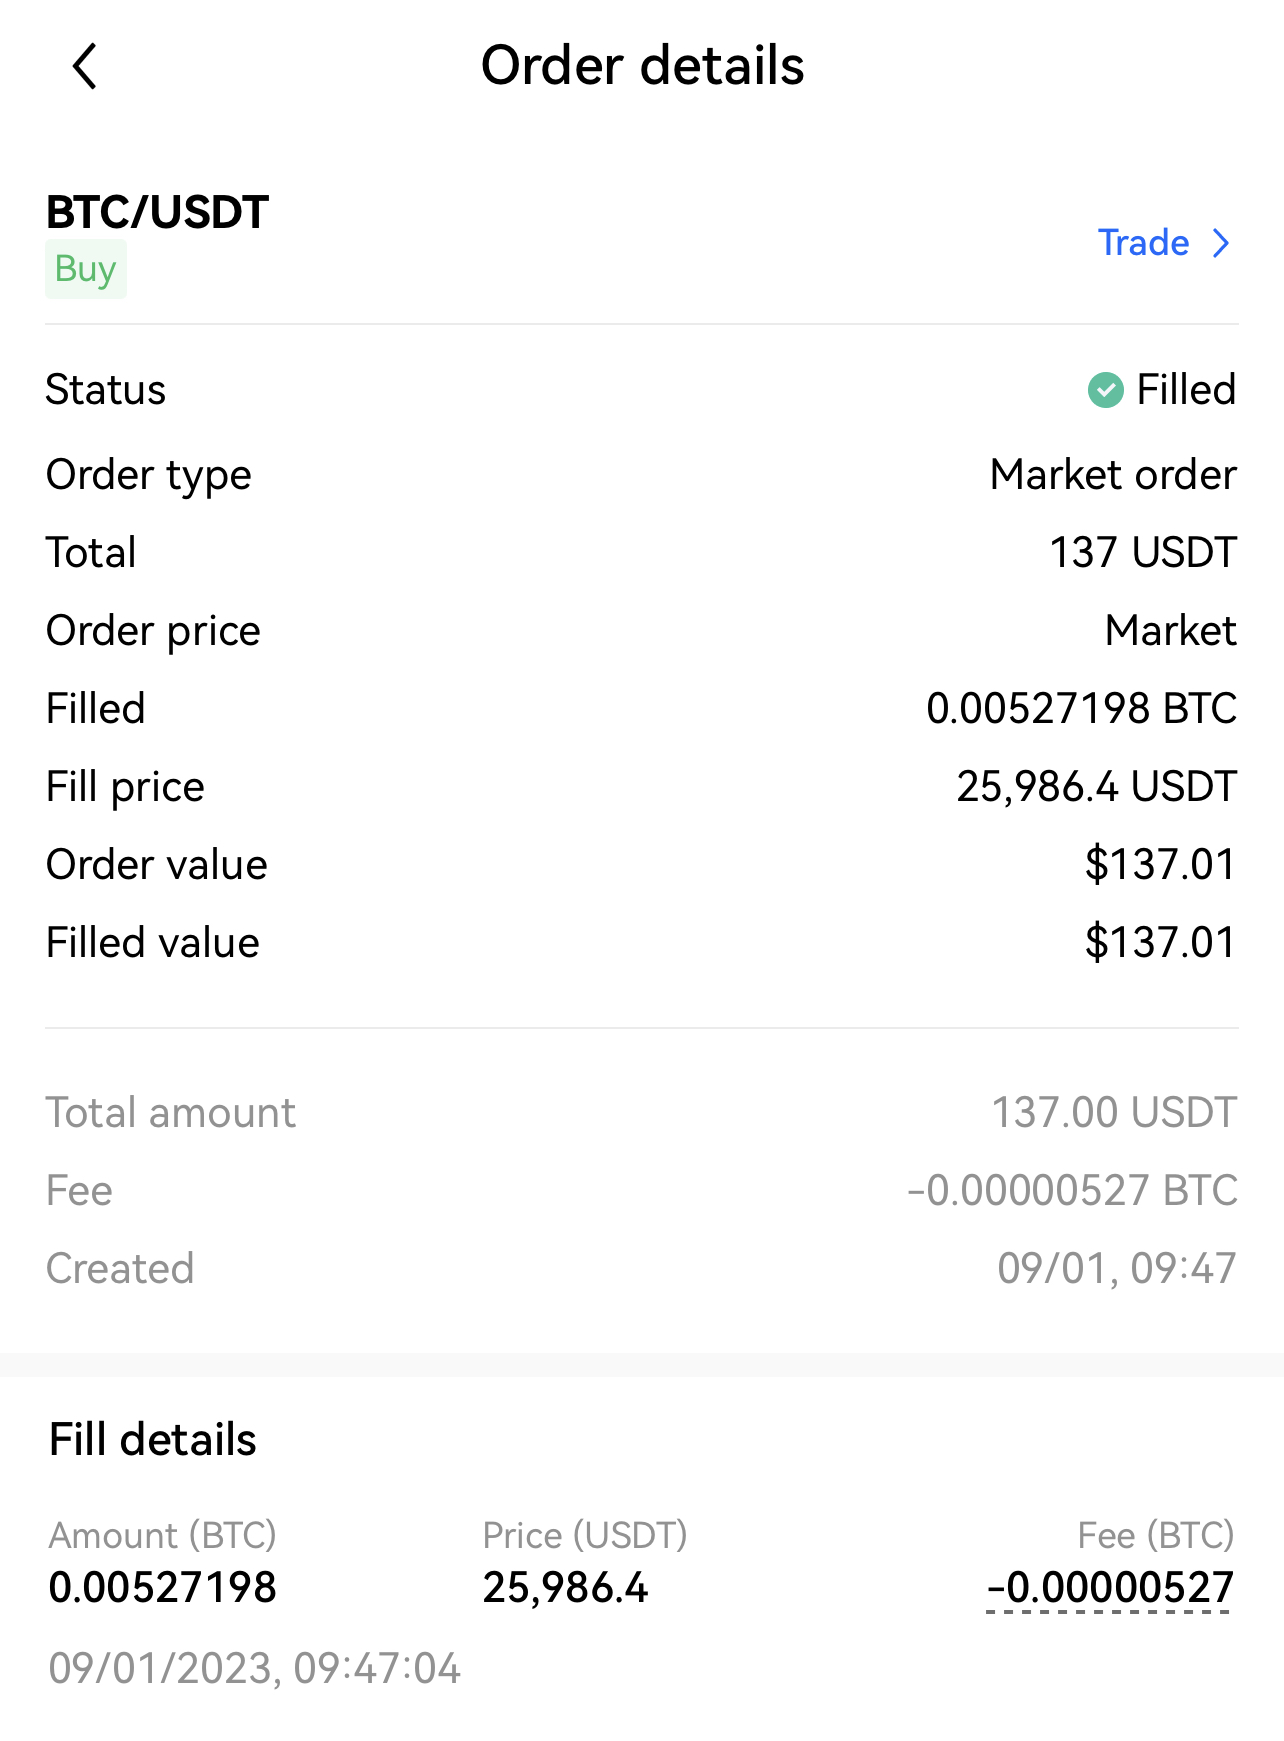 Order details
BTC/USDT
Buy
Trade
Status Filled
Order type Market order
Total 137 USDT
Order price Market
Filled 0.00527198 BTC
Fill price 25,986.4 USDT
Order value $137.01
Filled value $137.01
Total amount 137.00 USDT
Fee -0.00000527 BTC
Created 09/01, 09:47
Fill details
Amount (BTC) Price (USDT) Fee (BTC)
0.00527198 25,986.4 -0.00000527
09/01/2023, 09:47:04